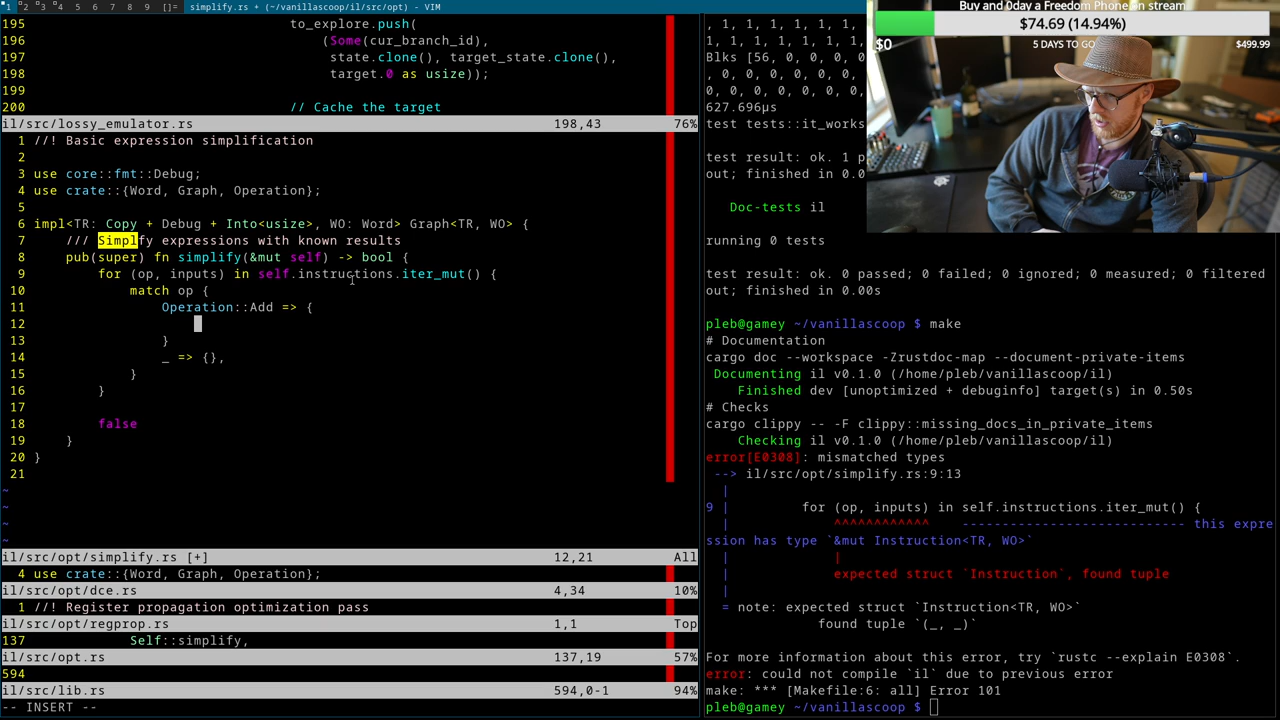 1 2 3 4 5 6 7 8 9 []= simplify.rs + (~/vanillascoop/il/src/opt) - VIM
195 to_explore.push(
196 (Some(cur_branch_id),
197 state.clone(), target_state.clone(),
198 target.0 as usize));
199
200 // Cache the target
il/src/lossy_emulator.rs 198,43 76%
1 //! Basic expression simplification
2
3 use core::fmt::Debug;
4 use crate::{Word, Graph, Operation};
5
6 impl<TR: Copy + Debug + Into<usize>, WO: Word> Graph<TR, WO> {
7 /// Simplfy expressions with known results
8 pub(super) fn simplify(&mut self) -> bool {
9 for (op, inputs) in self.instructions.iter_mut() {
10 match op {
11 Operation::Add => {
12
13 }
14 _ => {},
15 }
16 }
17
18 false
19 }
20 }
21
~
~
~
~
il/src/opt/simplify.rs [+] 12,21 All
4 use crate::{Word, Graph, Operation};
il/src/opt/dce.rs 4,34 10%
1 //! Register propagation optimization pass
il/src/opt/regprop.rs 1,1 Top
137 Self::simplify,
il/src/opt.rs 137,19 57%
594
il/src/lib.rs 594,0-1 94%
-- INSERT --
, 1, 1, 1, 1, 1, 1,
1, 1, 1, 1, 1, 1, 1,
Blks [56, 0, 0, 0, 0
, 0, 0, 0, 0, 0, 0,
0, 0, 0, 0, 0, 0, 0,
627.696µs
test tests::it_works
test result: ok. 1 p
out; finished in 0.0
Doc-tests il
running 0 tests
test result: ok. 0 passed; 0 failed; 0 ignored; 0 measured; 0 filtered
out; finished in 0.00s
pleb@gamey ~/vanillascoop $ make
# Documentation
cargo doc --workspace -Zrustdoc-map --document-private-items
Documenting il v0.1.0 (/home/pleb/vanillascoop/il)
Finished dev [unoptimized + debuginfo] target(s) in 0.50s
# Checks
cargo clippy -- -F clippy::missing_docs_in_private_items
Checking il v0.1.0 (/home/pleb/vanillascoop/il)
error[E0308]: mismatched types
--> il/src/opt/simplify.rs:9:13
|
9 | for (op, inputs) in self.instructions.iter_mut() {
| ^^^^^^^^^^^^ ---------------------------- this expre
ssion has type `&mut Instruction<TR, WO>`
| |
| expected struct `Instruction`, found tuple
|
= note: expected struct `Instruction<TR, WO>`
found tuple `(_, _)`
For more information about this error, try `rustc --explain E0308`.
error: could not compile `il` due to previous error
make: *** [Makefile:6: all] Error 101
pleb@gamey ~/vanillascoop $
Buy and 0day a Freedom Phone on stream
$74.69 (14.94%)
$0 5 DAYS TO GO $499.99